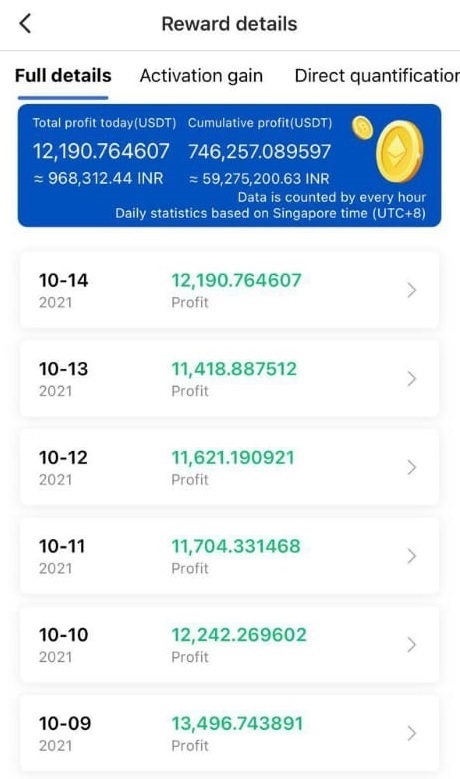 Reward details
Full details Activation gain Direct quantification
Total profit today(USDT) Cumulative profit(USDT)
12,190.764607 746,257.089597
≈ 968,312.44 INR ≈ 59,275,200.63 INR
Data is counted by every hour
Daily statistics based on Singapore time (UTC+8)
10-14 12,190.764607
2021 Profit
10-13 11,418.887512
2021 Profit
10-12 11,621.190921
2021 Profit
10-11 11,704.331468
2021 Profit
10-10 12,242.269602
2021 Profit
10-09 13,496.743891
2021 Profit